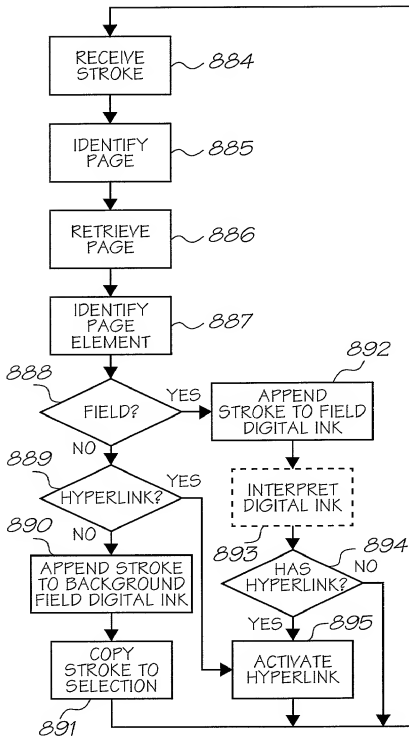 RECEIVE
STROKE
884
IDENTIFY
PAGE
885
RETRIEVE
PAGE
886
IDENTIFY
PAGE
ELEMENT
887
888
FIELD?
YES
NO
892
APPEND
STROKE TO FIELD
DIGITAL INK
889
HYPERLINK?
YES
NO
INTERPRET
DIGITAL INK
893
890
APPEND STROKE
TO BACKGROUND
FIELD DIGITAL INK
894
HAS
HYPERLINK?
NO
YES
895
COPY
STROKE TO
SELECTION
891
ACTIVATE
HYPERLINK